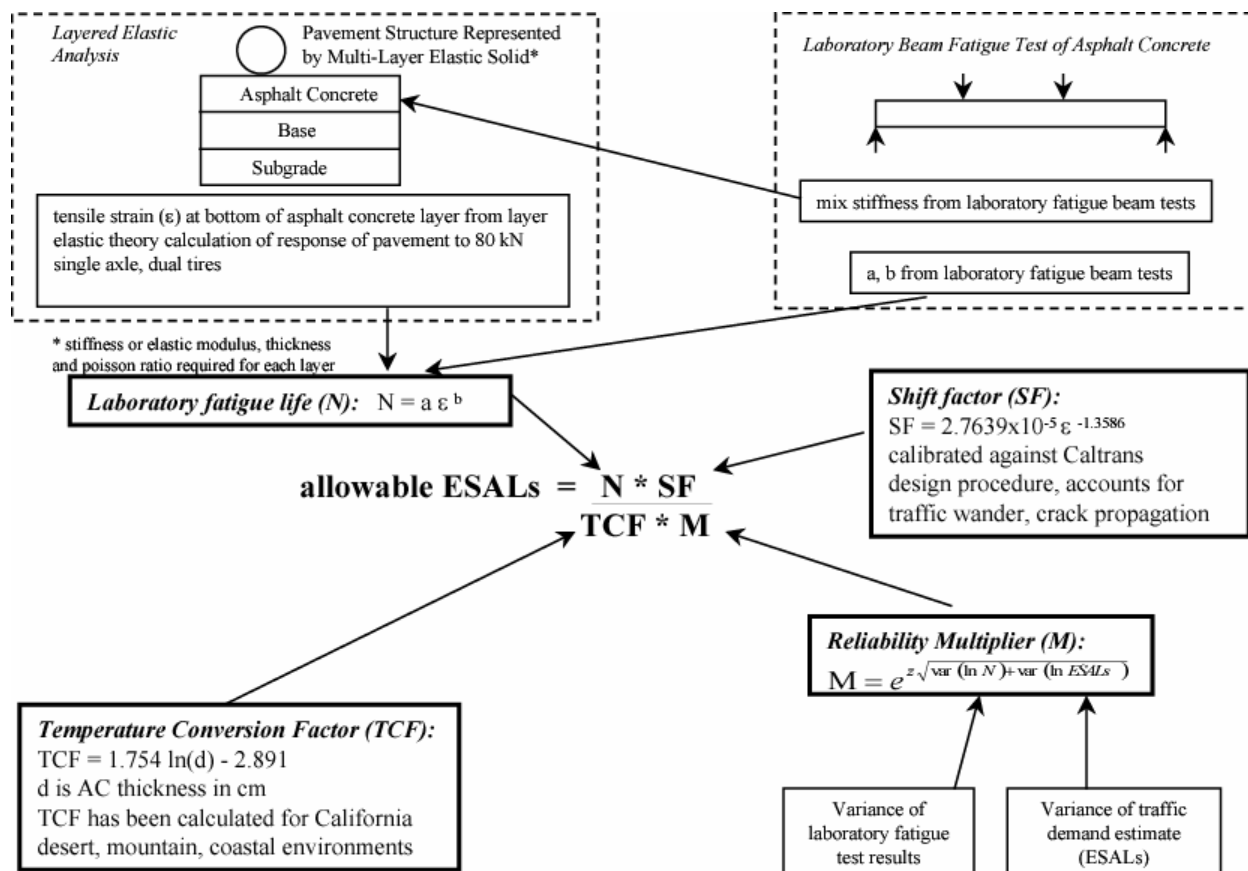 Layered Elastic
Analysis
Pavement Structure Represented
by Multi-Layer Elastic Solid*
Asphalt Concrete
Base
Subgrade
tensile strain (ε) at bottom of asphalt concrete layer from layer
elastic theory calculation of response of pavement to 80 kN
single axle, dual tires
Laboratory Beam Fatigue Test of Asphalt Concrete
mix stiffness from laboratory fatigue beam tests
a, b from laboratory fatigue beam tests
* stiffness or elastic modulus, thickness
and poisson ratio required for each layer
Laboratory fatigue life (N): N = a ε ᵇ
Shift factor (SF):
SF = 2.7639x10⁻⁵ ε ⁻¹·³⁵⁸⁶
calibrated against Caltrans
design procedure, accounts for
traffic wander, crack propagation
allowable ESALs = N * SF
TCF * M
Reliability Multiplier (M):
M = e^z√var (ln N)+var (ln ESALs )
Temperature Conversion Factor (TCF):
TCF = 1.754 ln(d) - 2.891
d is AC thickness in cm
TCF has been calculated for California
desert, mountain, coastal environments
Variance of
laboratory fatigue
test results
Variance of traffic
demand estimate
(ESALs)